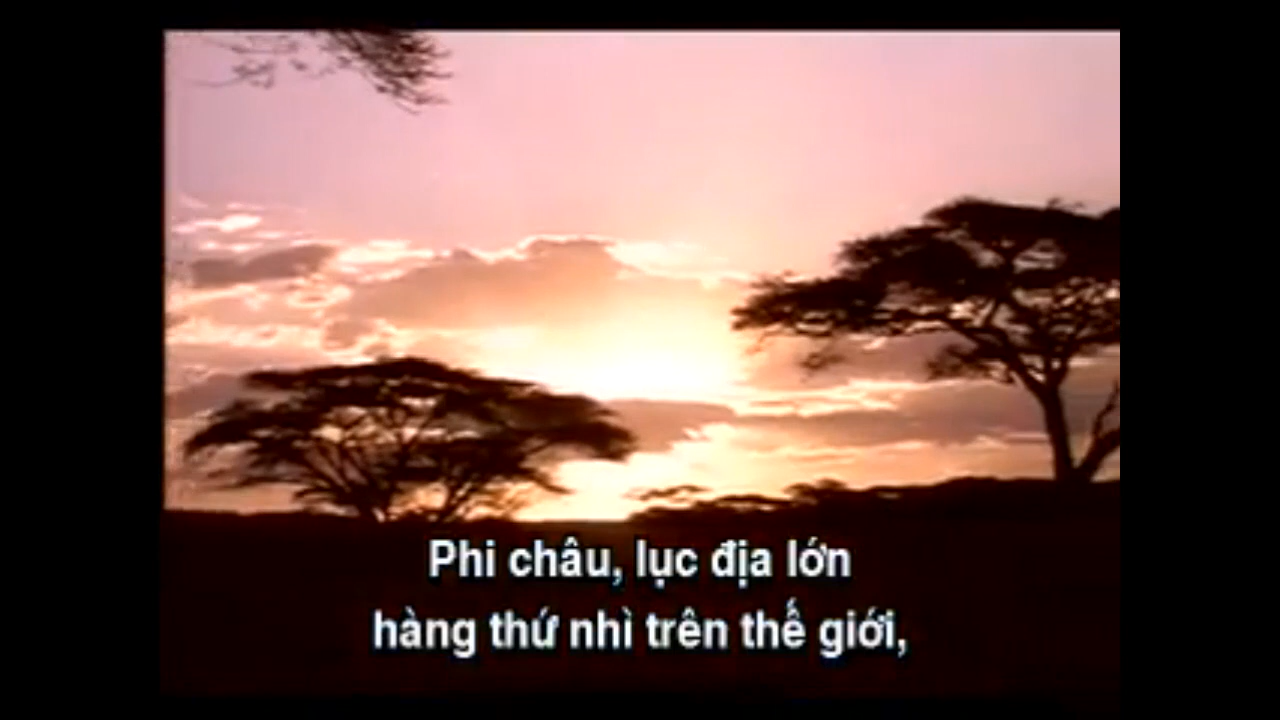 Phi châu, lục địa lớn
hàng thứ nhì trên thế giới,